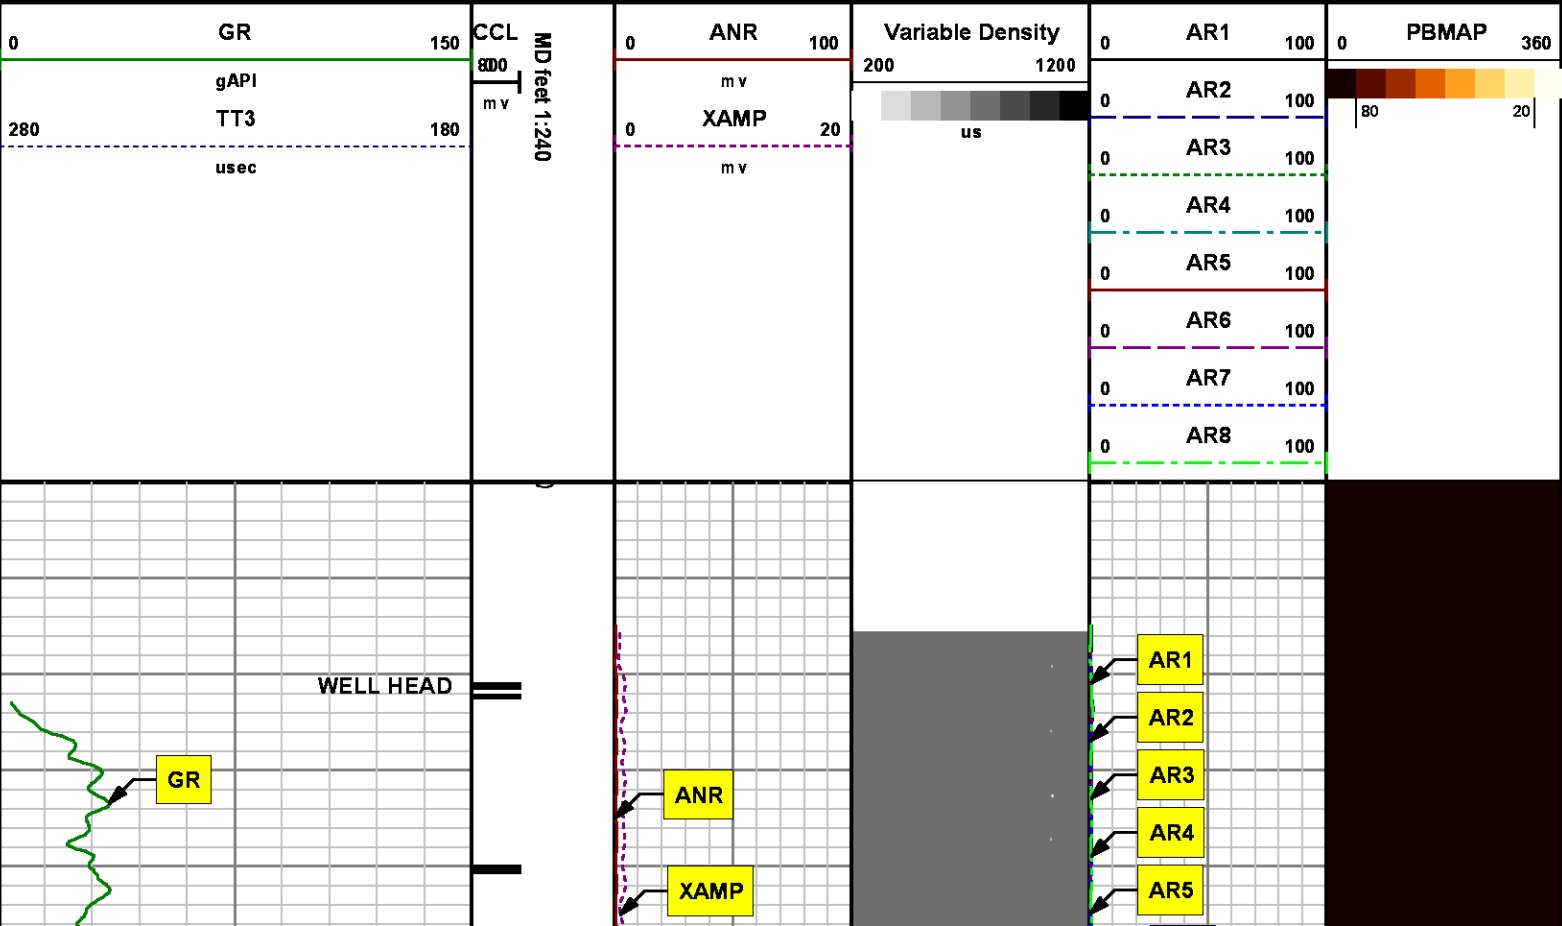 GR
0 150
gAPI
TT3
280 180
usec
CCL
mv
MD feet 1:240
ANR
0 100
mv
XAMP
0 20
mv
Variable Density
200 1200
us
AR1
0 100
AR2
0 100
AR3
0 100
AR4
0 100
AR5
0 100
AR6
0 100
AR7
0 100
AR8
0 100
PBMAP
0 360
80 20
WELL HEAD
GR
ANR
XAMP
AR1
AR2
AR3
AR4
AR5